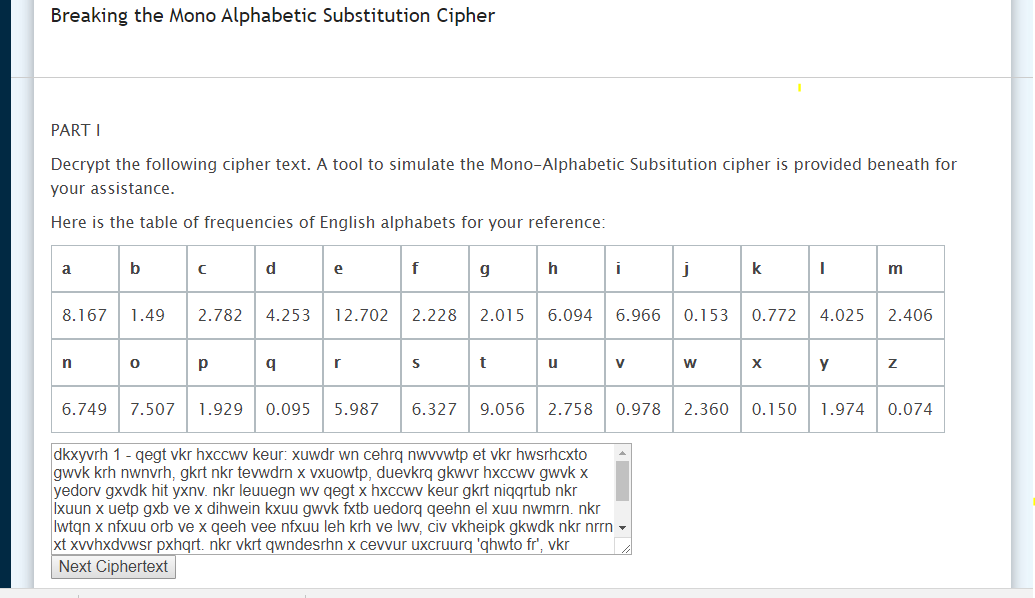 Breaking the Mono Alphabetic Substitution Cipher
PART I
Decrypt the following cipher text. A tool to simulate the Mono-Alphabetic Subsitution cipher is provided beneath for
your assistance.
Here is the table of frequencies of English alphabets for your reference:
a b c d e f g h i j k l m
8.167 1.49 2.782 4.253 12.702 2.228 2.015 6.094 6.966 0.153 0.772 4.025 2.406
n o p q r s t u v w x y z
6.749 7.507 1.929 0.095 5.987 6.327 9.056 2.758 0.978 2.360 0.150 1.974 0.074
dkxyvrh 1 - qegt vkr hxccwv keur: xuwdr wn cehrq nwvvwtp et vkr hwsrhcxto
gwvk krh nwnvrh, gkrt nkr tevwdrn x vxuowtp, duevkrq gkwvr hxccwv gwvk x
yedorv gxvdk hit yxnv. nkr leuuegn wv qegt x hxccwv keur gkrt niqqrtub nkr
lxuun x uetp gxb ve x dihwein kxuu gwvk fxtb uedorq qeehn el xuu nwmrn. nkr
lwtqn x nfxuu orb ve x qeeh vee nfxuu leh krh ve lwv, civ vkheipk gkwdk nkr nrrn
xt xvvhxdvwsr pxhqrt. nkr vkrt qwndesrhn x cevvur uxcruurq 'qhwto fr', vkr
Next Ciphertext